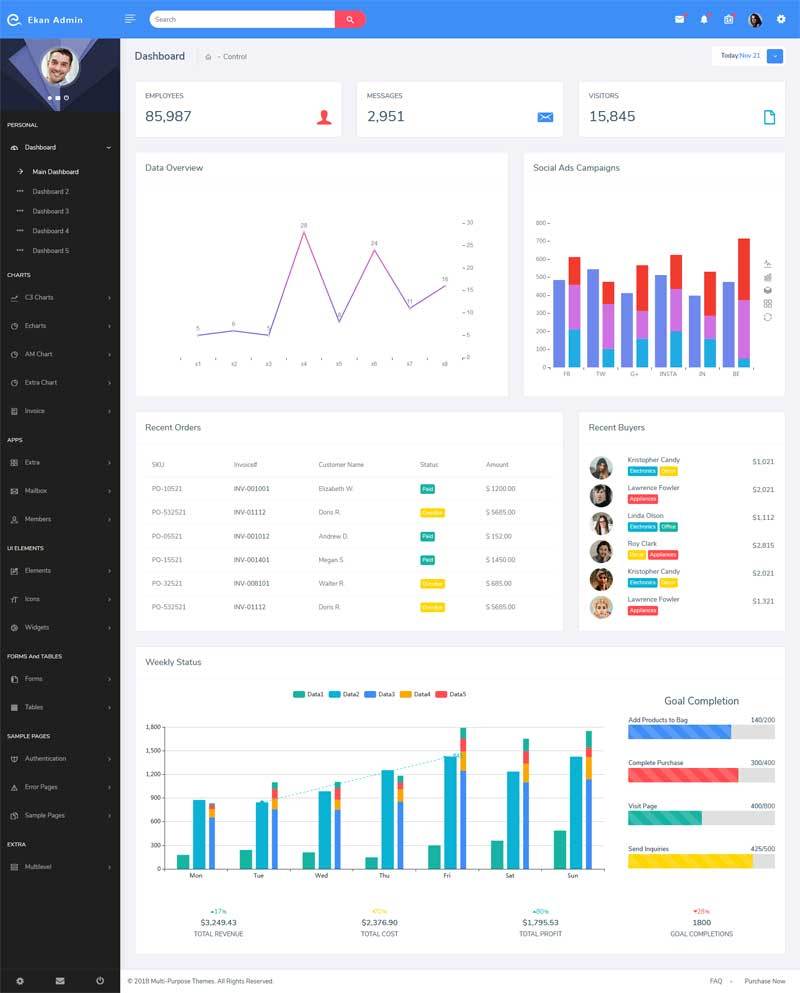 Ekan Admin
Search
PERSONAL
Dashboard
Main Dashboard
Dashboard 2
Dashboard 3
Dashboard 4
Dashboard 5
CHARTS
C3 Charts
Echarts
AM Chart
Extra Chart
Invoice
APPS
Extra
Mailbox
Members
UI ELEMENTS
Elements
Icons
Widgets
FORMS And TABLES
Forms
Tables
SAMPLE PAGES
Authentication
Error Pages
Sample Pages
EXTRA
Multilevel
Dashboard
- Control
Today Nov 21
EMPLOYEES
85,987
MESSAGES
2,951
VISITORS
15,845
Data Overview
30
25
20
15
10
5
0
5 6 5 28 8 24 11 16
x1 x2 x3 x4 x5 x6 x7 x8
Social Ads Campaigns
800
700
600
500
400
300
200
100
0
FB TW G+ INSTA IN BE
Recent Orders
SKU Invoice# Customer Name Status Amount
PO-10521 INV-001001 Elizabeth W. Paid $ 1200.00
PO-532521 INV-01112 Doris R. Overdue $ 5685.00
PO-05521 INV-001012 Andrew D. Paid $ 152.00
PO-15521 INV-001401 Megan S. Paid $ 1450.00
PO-32521 INV-008101 Walter R. Overdue $ 685.00
PO-532521 INV-01112 Doris R. Overdue $ 5685.00
Recent Buyers
Kristopher Candy $1,021
Electronics Decor
Lawrence Fowler $2,021
Appliances
Linda Olson $1,112
Electronics Office
Roy Clark $2,815
Decor Appliances
Kristopher Candy $2,021
Electronics Decor
Lawrence Fowler $1,321
Appliances
Weekly Status
Data1 Data2 Data3 Data4 Data5
1,800
1,500
1,200
900
600
300
0
Mon Tue Wed Thu Fri Sat Sun
Goal Completion
Add Products to Bag 140/200
Complete Purchase 300/400
Visit Page 400/800
Send Inquiries 425/500
17%
$3,249.43
TOTAL REVENUE
$2,376.90
TOTAL COST
80%
$1,795.53
TOTAL PROFIT
28%
1800
GOAL COMPLETIONS
© 2018 Multi-Purpose Themes. All Rights Reserved.
FAQ
Purchase Now